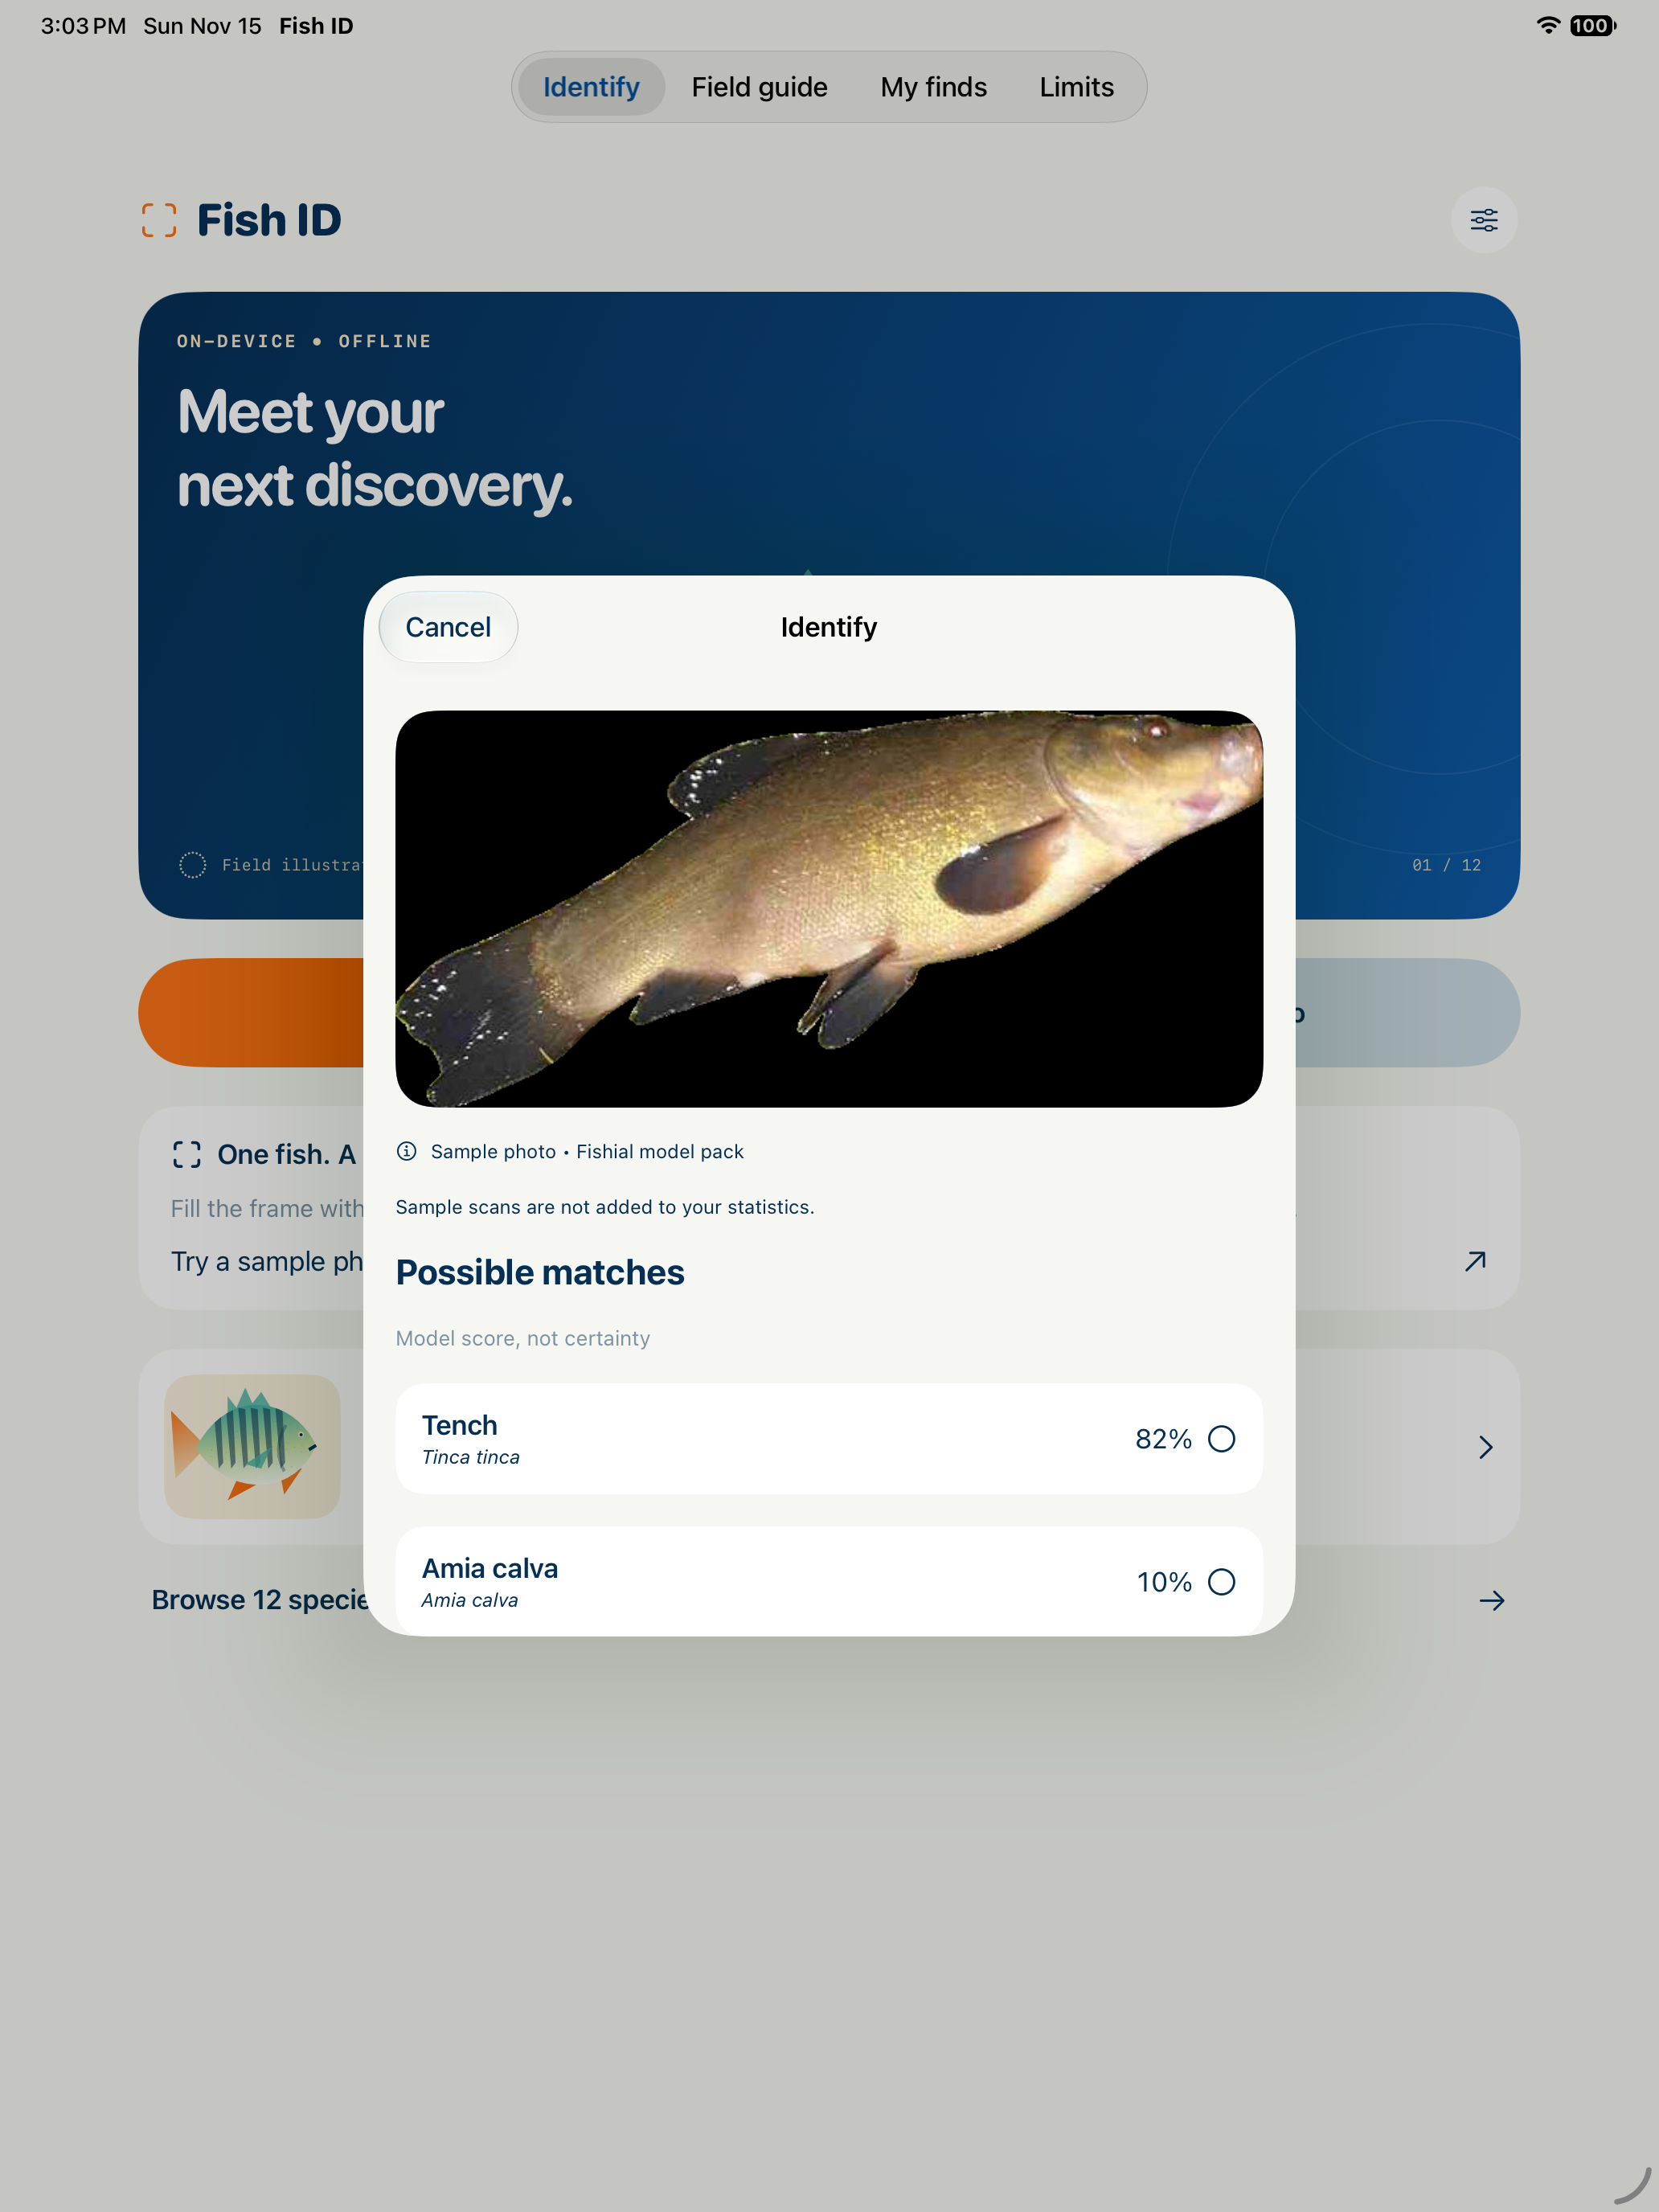 3:03 PM Sun Nov 15 Fish ID
100
Identify Field guide My finds Limits
Fish ID
ON-DEVICE • OFFLINE
Meet your
next discovery.
Cancel Identify
Field illustra
01 / 12
Sample photo • Fishial model pack
One fish. A
Fill the frame with
Sample scans are not added to your statistics.
Try a sample ph
Possible matches
Model score, not certainty
Tench
Tinca tinca
82%
Amia calva
Amia calva
10%
Browse 12 specie